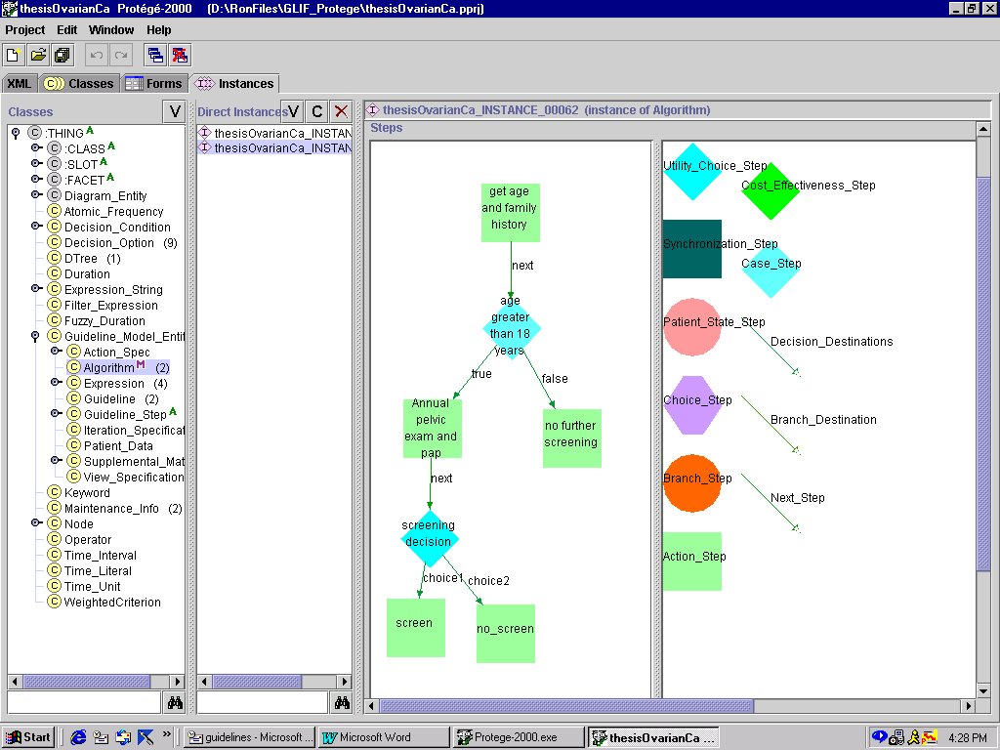 thesisOvarianCa  Protégé-2000  (D:\RonFiles\GLIF_Protege\thesisOvarianCa.pprj)
Project Edit Window Help
XML Classes Forms Instances
Classes V
:THING A
:CLASS A
:SLOT A
:FACET A
Diagram_Entity
Atomic_Frequency
Decision_Condition
Decision_Option (9)
DTree (1)
Duration
Expression_String
Filter_Expression
Fuzzy_Duration
Guideline_Model_Entit
Action_Spec
Algorithm M (2)
Expression (4)
Guideline (2)
Guideline_Step A
Iteration_Specificat
Patient_Data
Supplemental_Mat
View_Specification
Keyword
Maintenance_Info (2)
Node
Operator
Time_Interval
Time_Literal
Time_Unit
WeightedCriterion
Direct Instances V C
thesisOvarianCa_INSTAN
thesisOvarianCa_INSTAN
thesisOvarianCa_INSTANCE_00062 (instance of Algorithm)
Steps
get age
and family
history
next
age
greater
than 18
years
true
false
Annual
pelvic
exam and
pap
no further
screening
next
screening
decision
choice1
choice2
screen
no_screen
Utility_Choice_Step
Cost_Effectiveness_Step
Synchronization_Step
Case_Step
Patient_State_Step
Decision_Destinations
Choice_Step
Branch_Destination
Branch_Step
Next_Step
Action_Step
Start
guidelines - Microsoft ...
Microsoft Word
Protege-2000.exe
thesisOvarianCa ...
4:28 PM